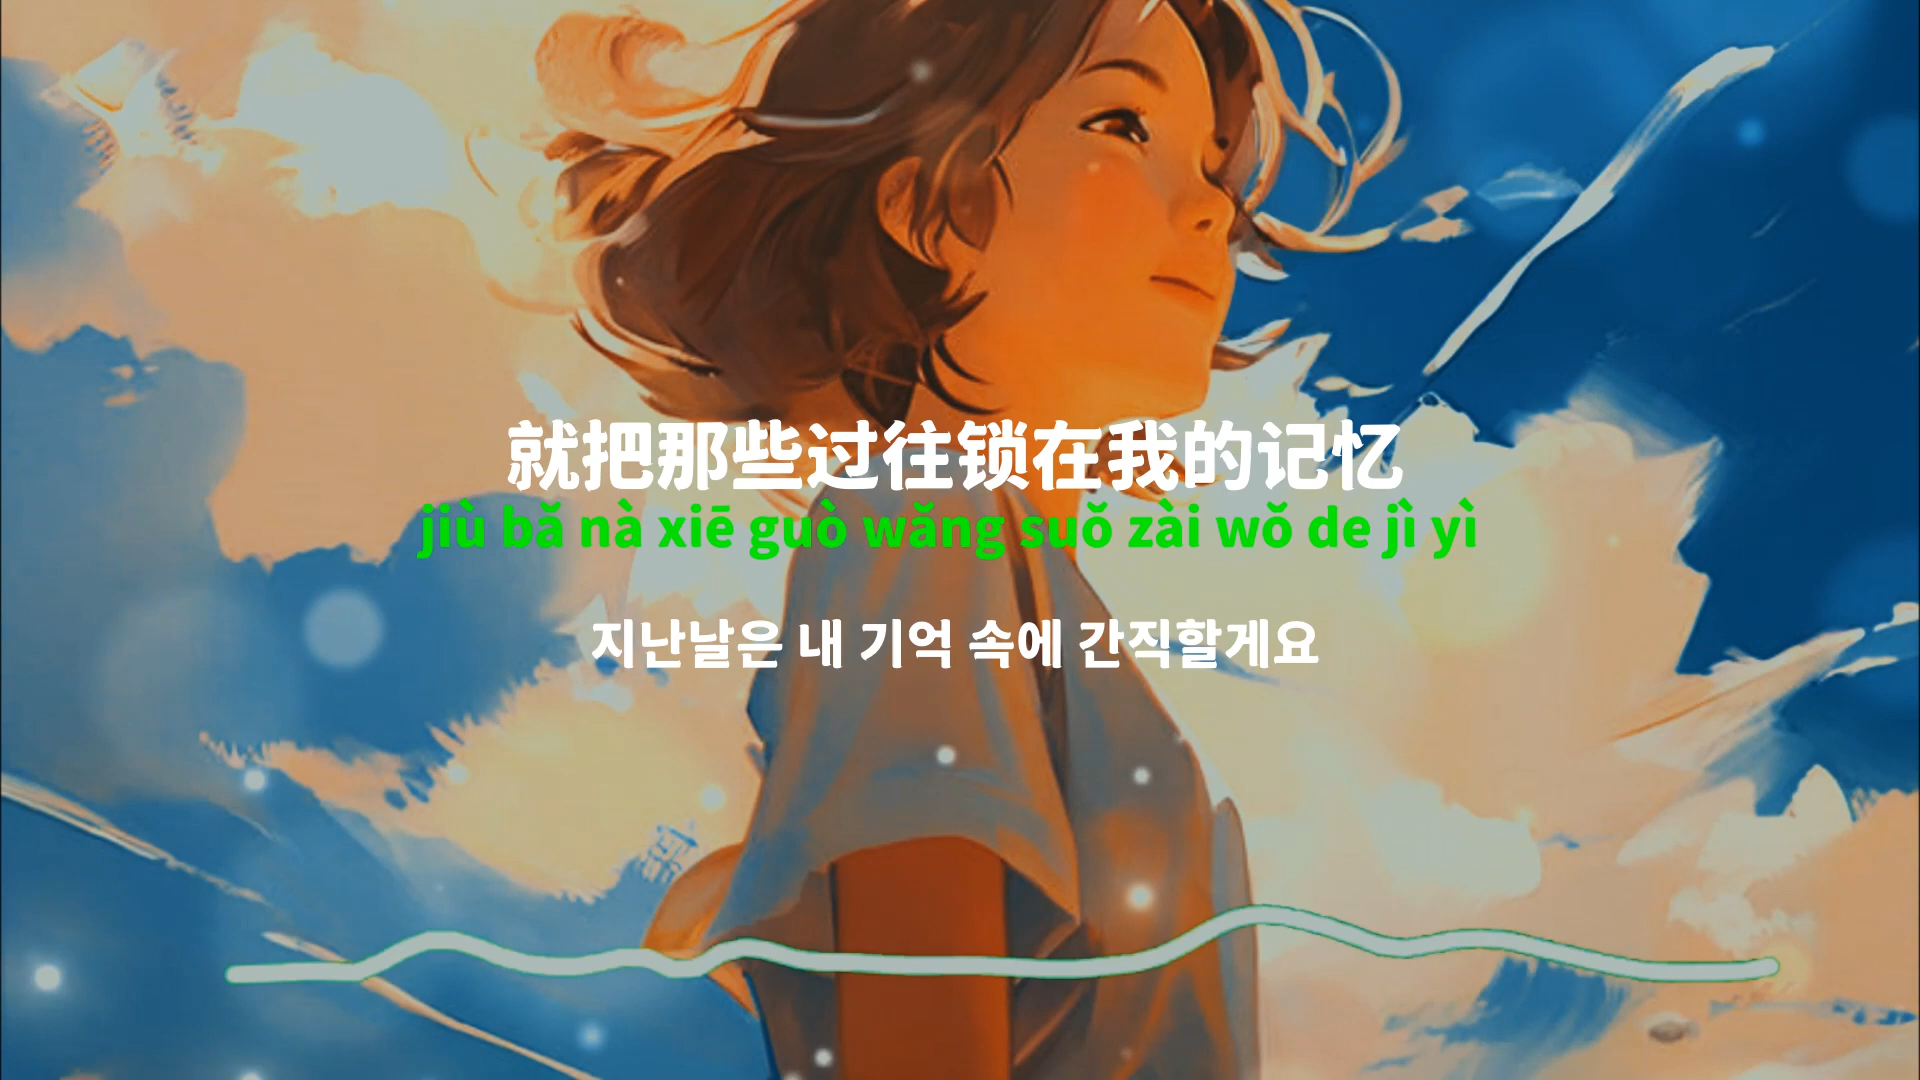 就把那些过往锁在我的记忆
jiù bǎ nà xiē guò wǎng suǒ zài wǒ de jì yì
지난날은 내 기억 속에 간직할게요